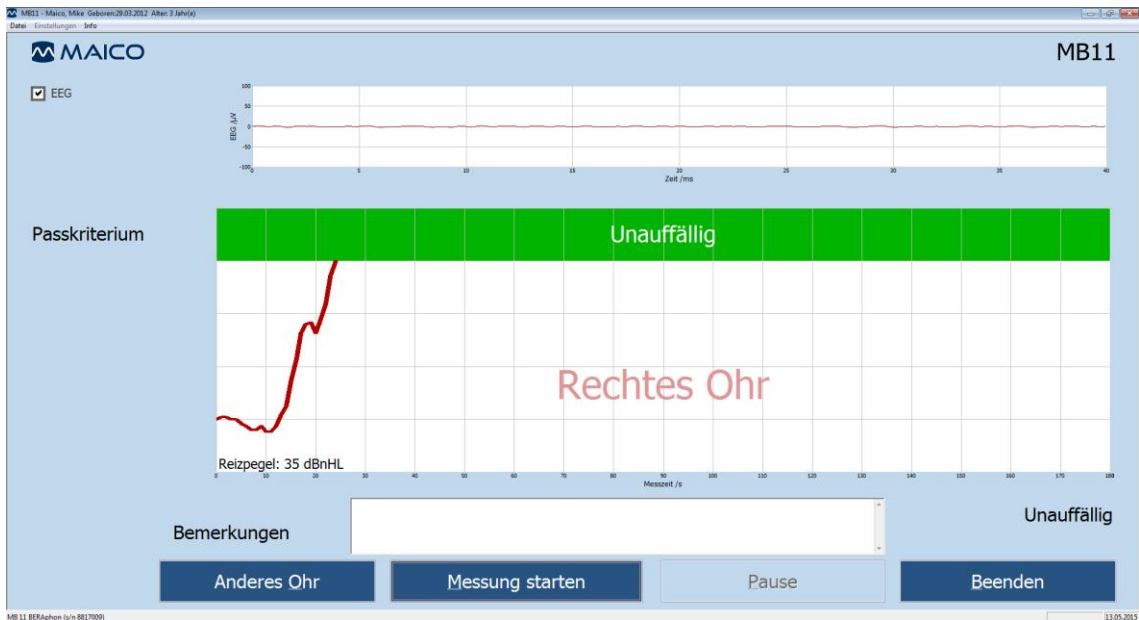 MB11 - Maico, Mike Geboren:29.03.2012 Alter: 3 Jahr(e)
Datei Einstellungen Info
MAICO
MB11
EEG
100
50
0
-50
-100
EEG /µV
0 5 10 15 20 25 30 35 40
Zeit /ms
Passkriterium
Unauffällig
Rechtes Ohr
Reizpegel: 35 dBnHL
0 10 20 30 40 50 60 70 80 90 100 110 120 130 140 150 160 170 180
Messzeit /s
Bemerkungen
Unauffällig
Anderes Ohr
Messung starten
Pause
Beenden
MB 11 BERAphon (s/n 8817009)
13.05.2015